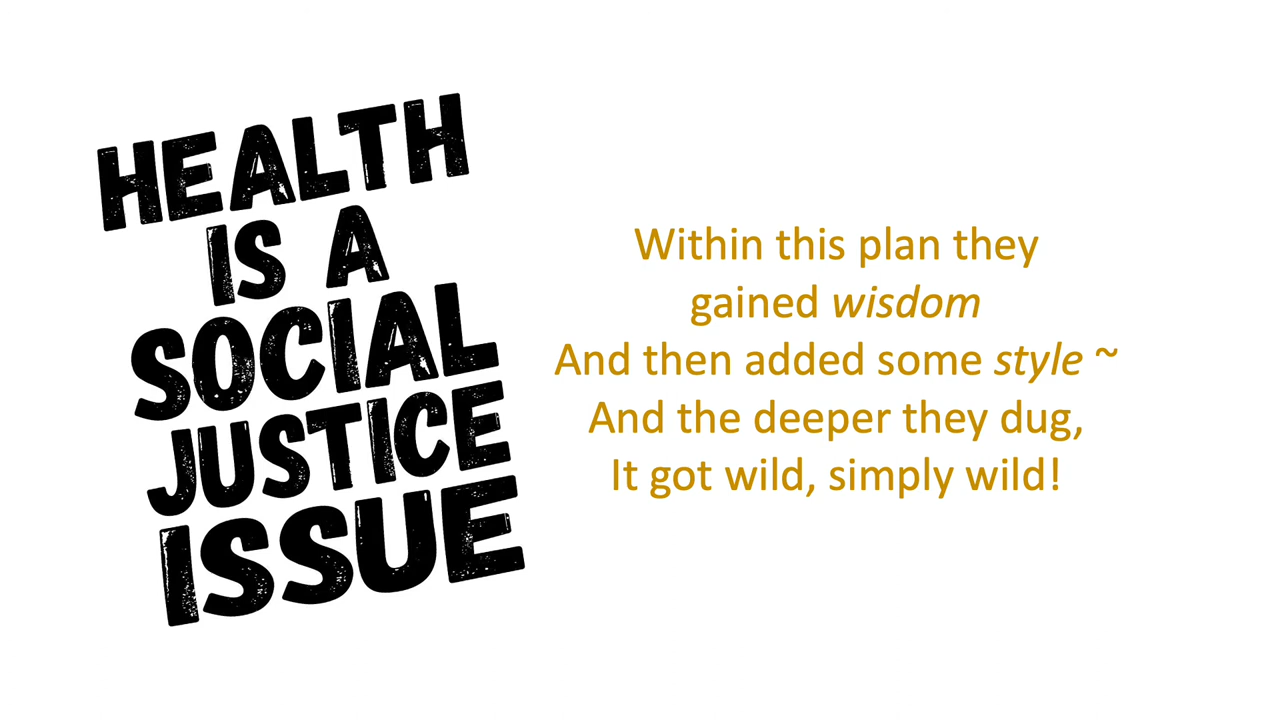 HEALTH
IS A
SOCIAL
JUSTICE
ISSUE
Within this plan they
gained wisdom
And then added some style ~
And the deeper they dug,
It got wild, simply wild!